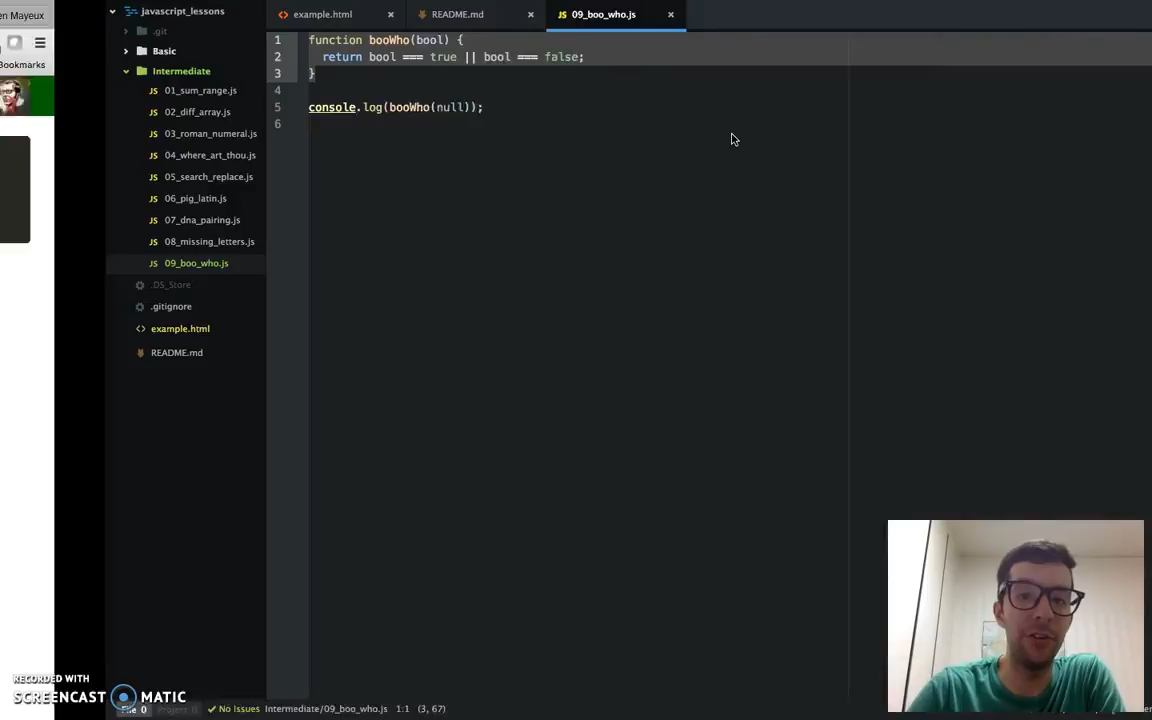 en Mayeux
Bookmarks
javascript_lessons
.git
Basic
Intermediate
JS 01_sum_range.js
JS 02_diff_array.js
JS 03_roman_numeral.js
JS 04_where_art_thou.js
JS 05_search_replace.js
JS 06_pig_latin.js
JS 07_dna_pairing.js
JS 08_missing_letters.js
JS 09_boo_who.js
.DS_Store
.gitignore
<> example.html
README.md
<> example.html ×
README.md ×
JS 09_boo_who.js ×
1 function booWho(bool) {
2 return bool === true || bool === false;
3 }
4
5 console.log(booWho(null));
6
RECORDED WITH
SCREENCAST MATIC
File 0 Project 0 No Issues Intermediate/09_boo_who.js 1:1 (3, 67)